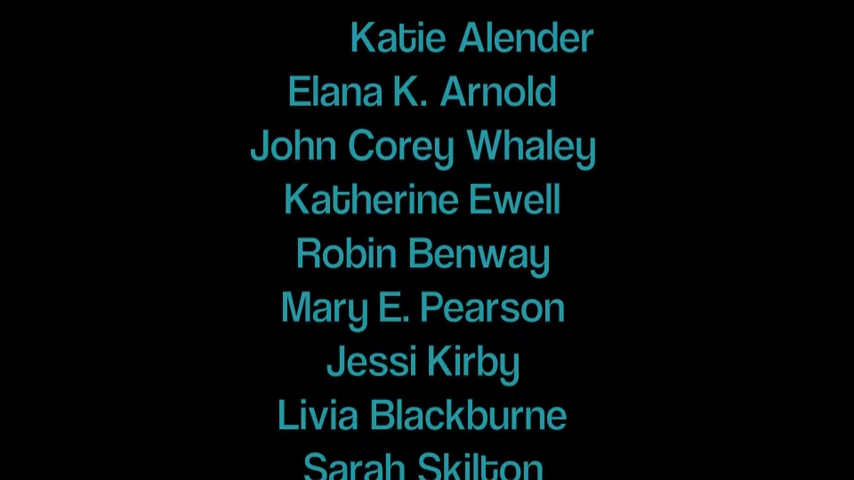 Katie Alender
Elana K. Arnold
John Corey Whaley
Katherine Ewell
Robin Benway
Mary E. Pearson
Jessi Kirby
Livia Blackburne
Sarah Skilton